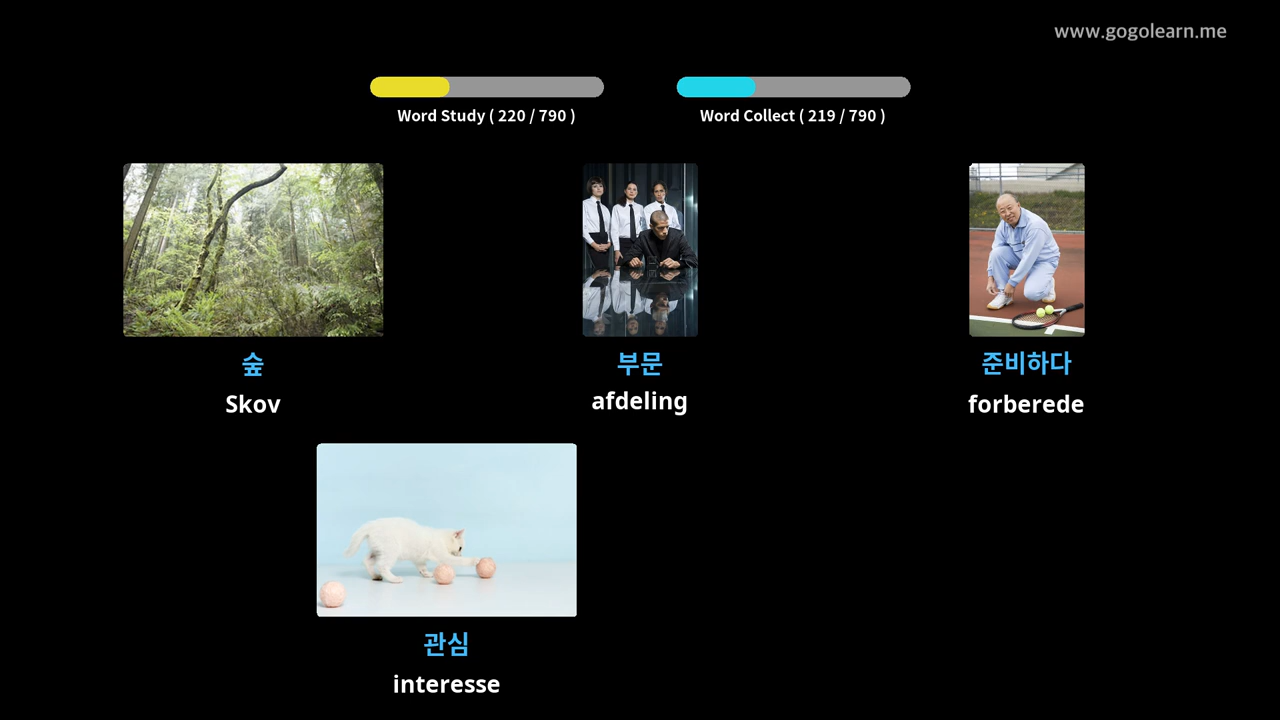 www.gogolearn.me
Word Study ( 220 / 790 )
Word Collect ( 219 / 790 )
숲
Skov
부문
afdeling
준비하다
forberede
관심
interesse